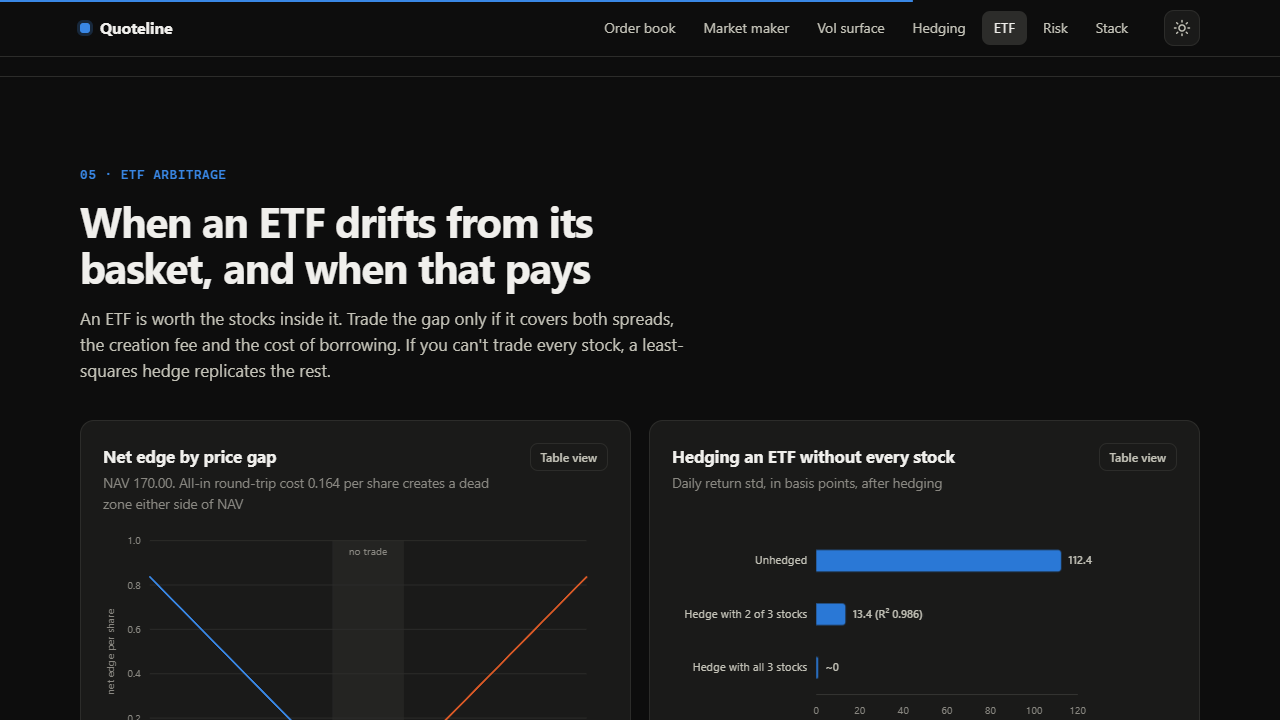 Quoteline
Order book
Market maker
Vol surface
Hedging
ETF
Risk
Stack
05 · ETF ARBITRAGE
When an ETF drifts from its
basket, and when that pays
An ETF is worth the stocks inside it. Trade the gap only if it covers both spreads,
the creation fee and the cost of borrowing. If you can't trade every stock, a least-
squares hedge replicates the rest.
Net edge by price gap
Table view
NAV 170.00. All-in round-trip cost 0.164 per share creates a dead
zone either side of NAV
1.0
no trade
0.8
0.6
0.4
0.2
net edge per share
Hedging an ETF without every stock
Table view
Daily return std, in basis points, after hedging
Unhedged
112.4
Hedge with 2 of 3 stocks
13.4 (R² 0.986)
Hedge with all 3 stocks
~0
0
20
40
60
80
100
120